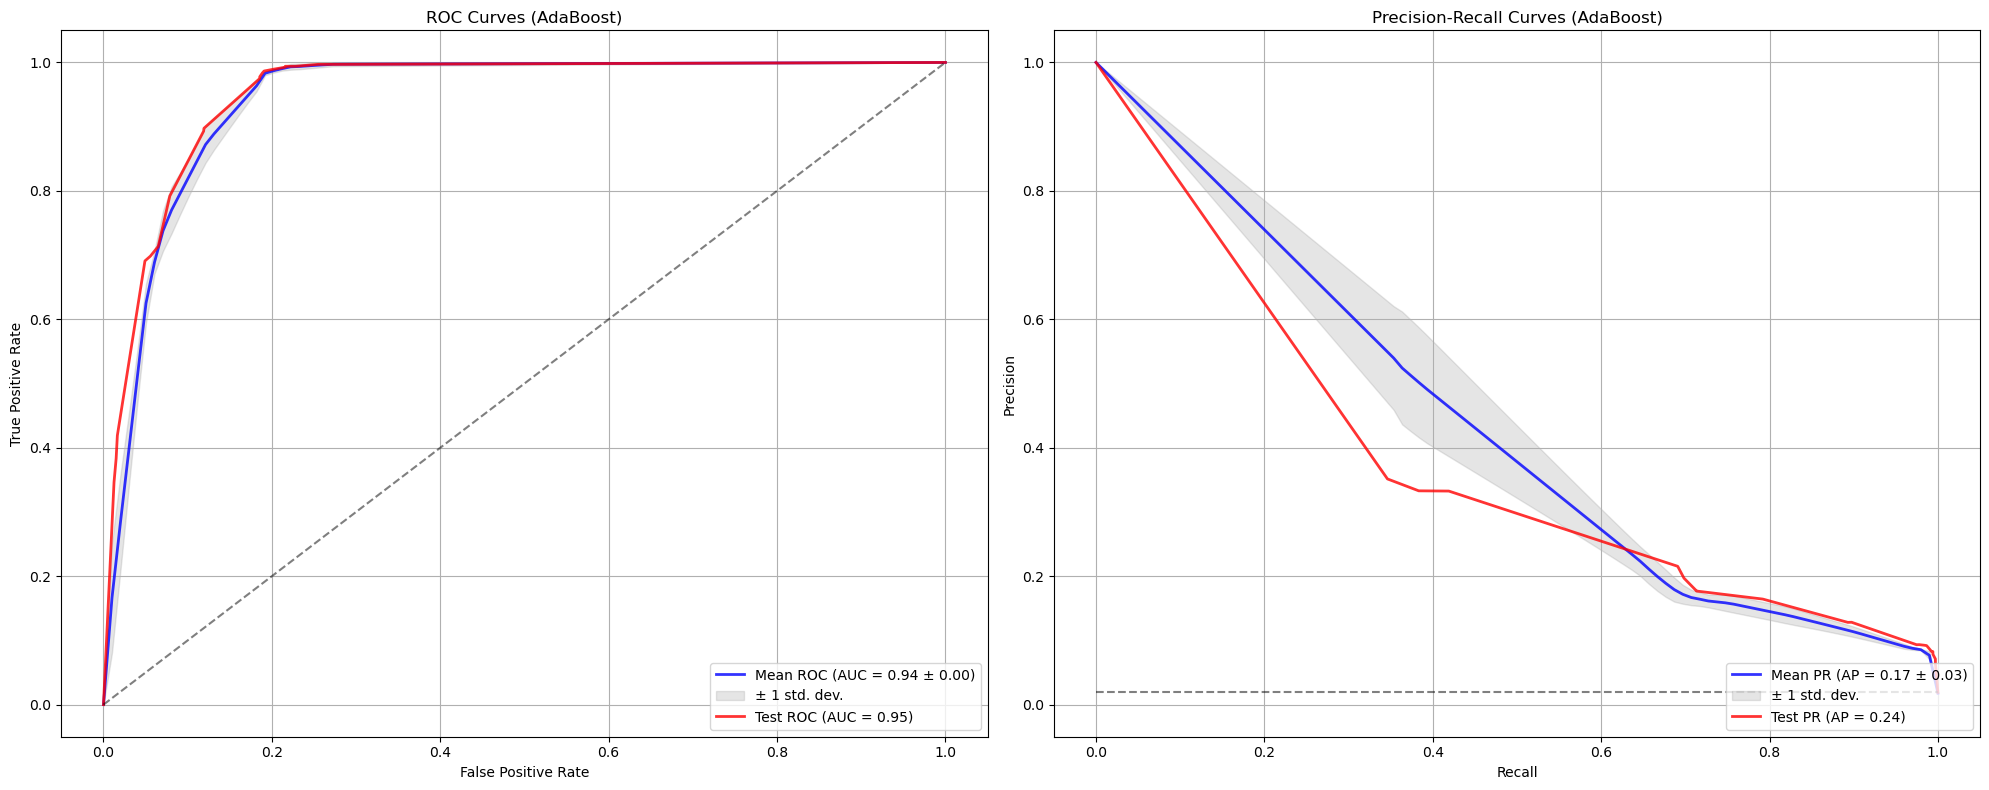 ROC Curves (AdaBoost)
True Positive Rate
1.0
0.8
0.6
0.4
0.2
0.0
0.0 0.2 0.4 0.6 0.8 1.0
False Positive Rate
Mean ROC (AUC = 0.94 ± 0.00)
± 1 std. dev.
Test ROC (AUC = 0.95)
Precision-Recall Curves (AdaBoost)
Precision
1.0
0.8
0.6
0.4
0.2
0.0
0.0 0.2 0.4 0.6 0.8 1.0
Recall
Mean PR (AP = 0.17 ± 0.03)
± 1 std. dev.
Test PR (AP = 0.24)